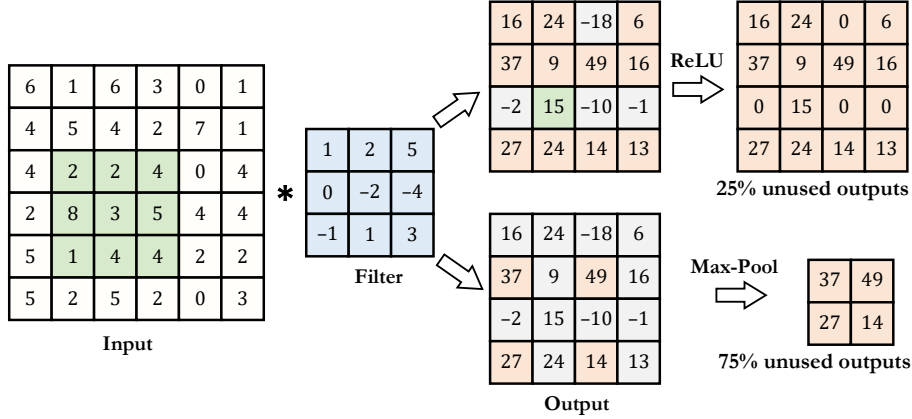 6 1 6 3 0 1
4 5 4 2 7 1
4 2 2 4 0 4
2 8 3 5 4 4
5 1 4 4 2 2
5 2 5 2 0 3
Input
*
1 2 5
0 −2 −4
−1 1 3
Filter
16 24 −18 6
37 9 49 16
−2 15 −10 −1
27 24 14 13
ReLU
16 24 0 6
37 9 49 16
0 15 0 0
27 24 14 13
25% unused outputs
16 24 −18 6
37 9 49 16
−2 15 −10 −1
27 24 14 13
Output
Max-Pool
37 49
27 14
75% unused outputs